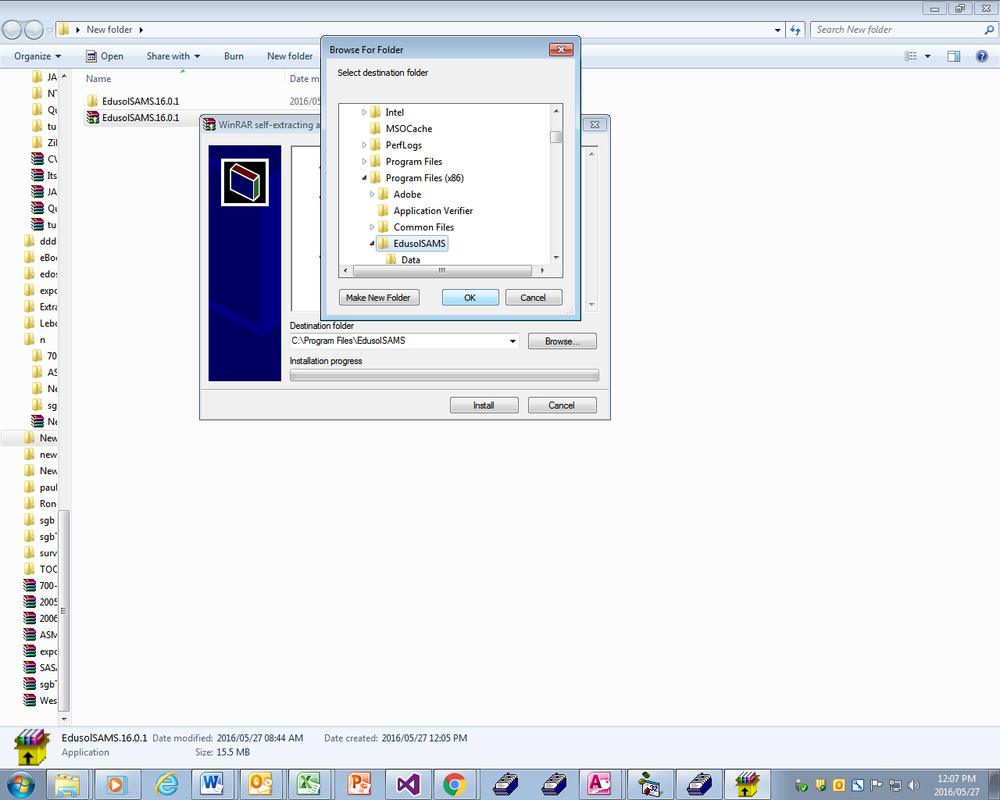 New folder
Search New folder
Organize
Open
Share with
Burn
New folder
Name
Date m
EdusolSAMS.16.0.1
2016/05
EdusolSAMS.16.0.1
JA
NT
Qu
tu
Zil
CV
Its
JA
Qu
tu
ddd
eBo
edos
expo
Extra
Lebo
n
70
AS
Ne
sg
Ne
New
new
New
paul
Ron
sgb
sgb
surv
TOC
700-
2005
2006
ASM
expo
SAS
sgb
Wes
WinRAR self-extracting a
Browse For Folder
Select destination folder
Intel
MSOCache
PerfLogs
Program Files
Program Files (x86)
Adobe
Application Verifier
Common Files
EdusolSAMS
Data
Make New Folder
OK
Cancel
Destination folder
C:\Program Files\EdusolSAMS
Browse...
Installation progress
Install
Cancel
EdusolSAMS.16.0.1 Date modified: 2016/05/27 08:44 AM Date created: 2016/05/27 12:05 PM
Application Size: 15.5 MB
12:07 PM
2016/05/27